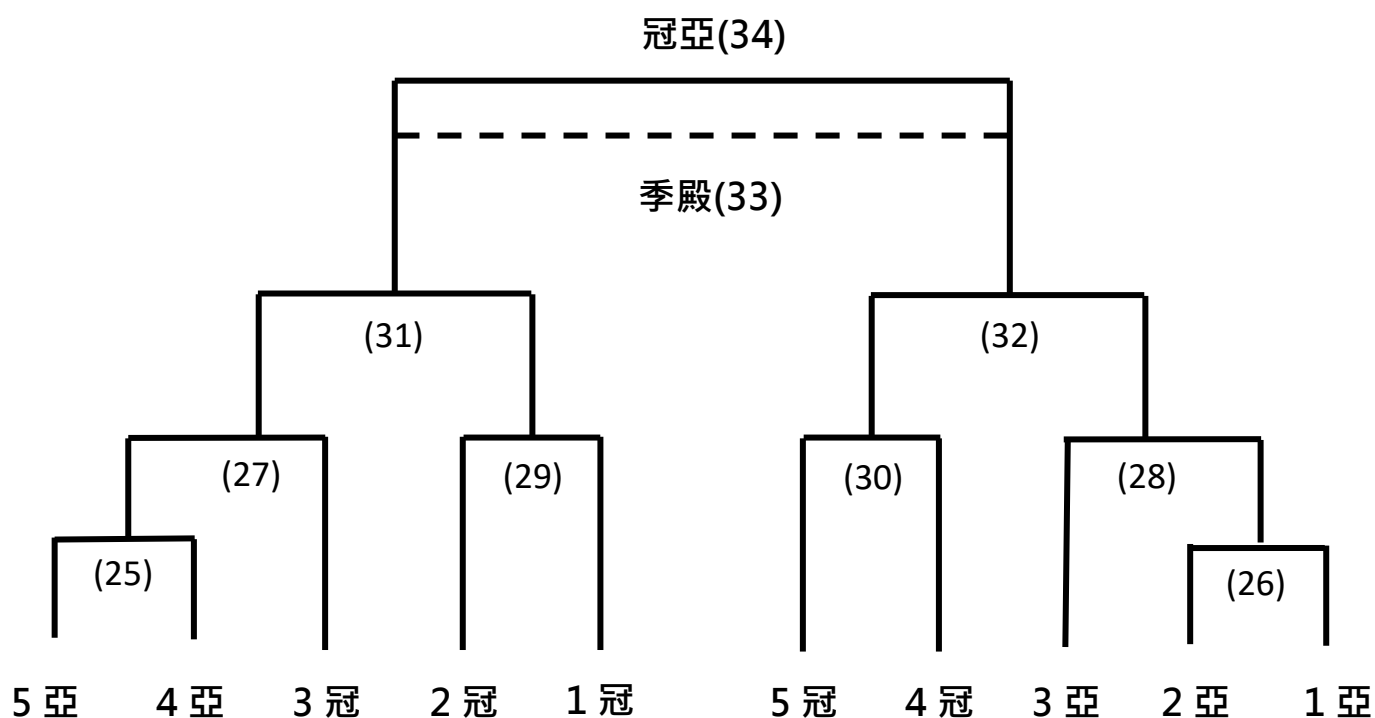 冠亞(34)
季殿(33)
(31) (32)
(27) (29) (30) (28)
(25) (26)
5 亞 4 亞 3 冠 2 冠 1 冠 5 冠 4 冠 3 亞 2 亞 1 亞